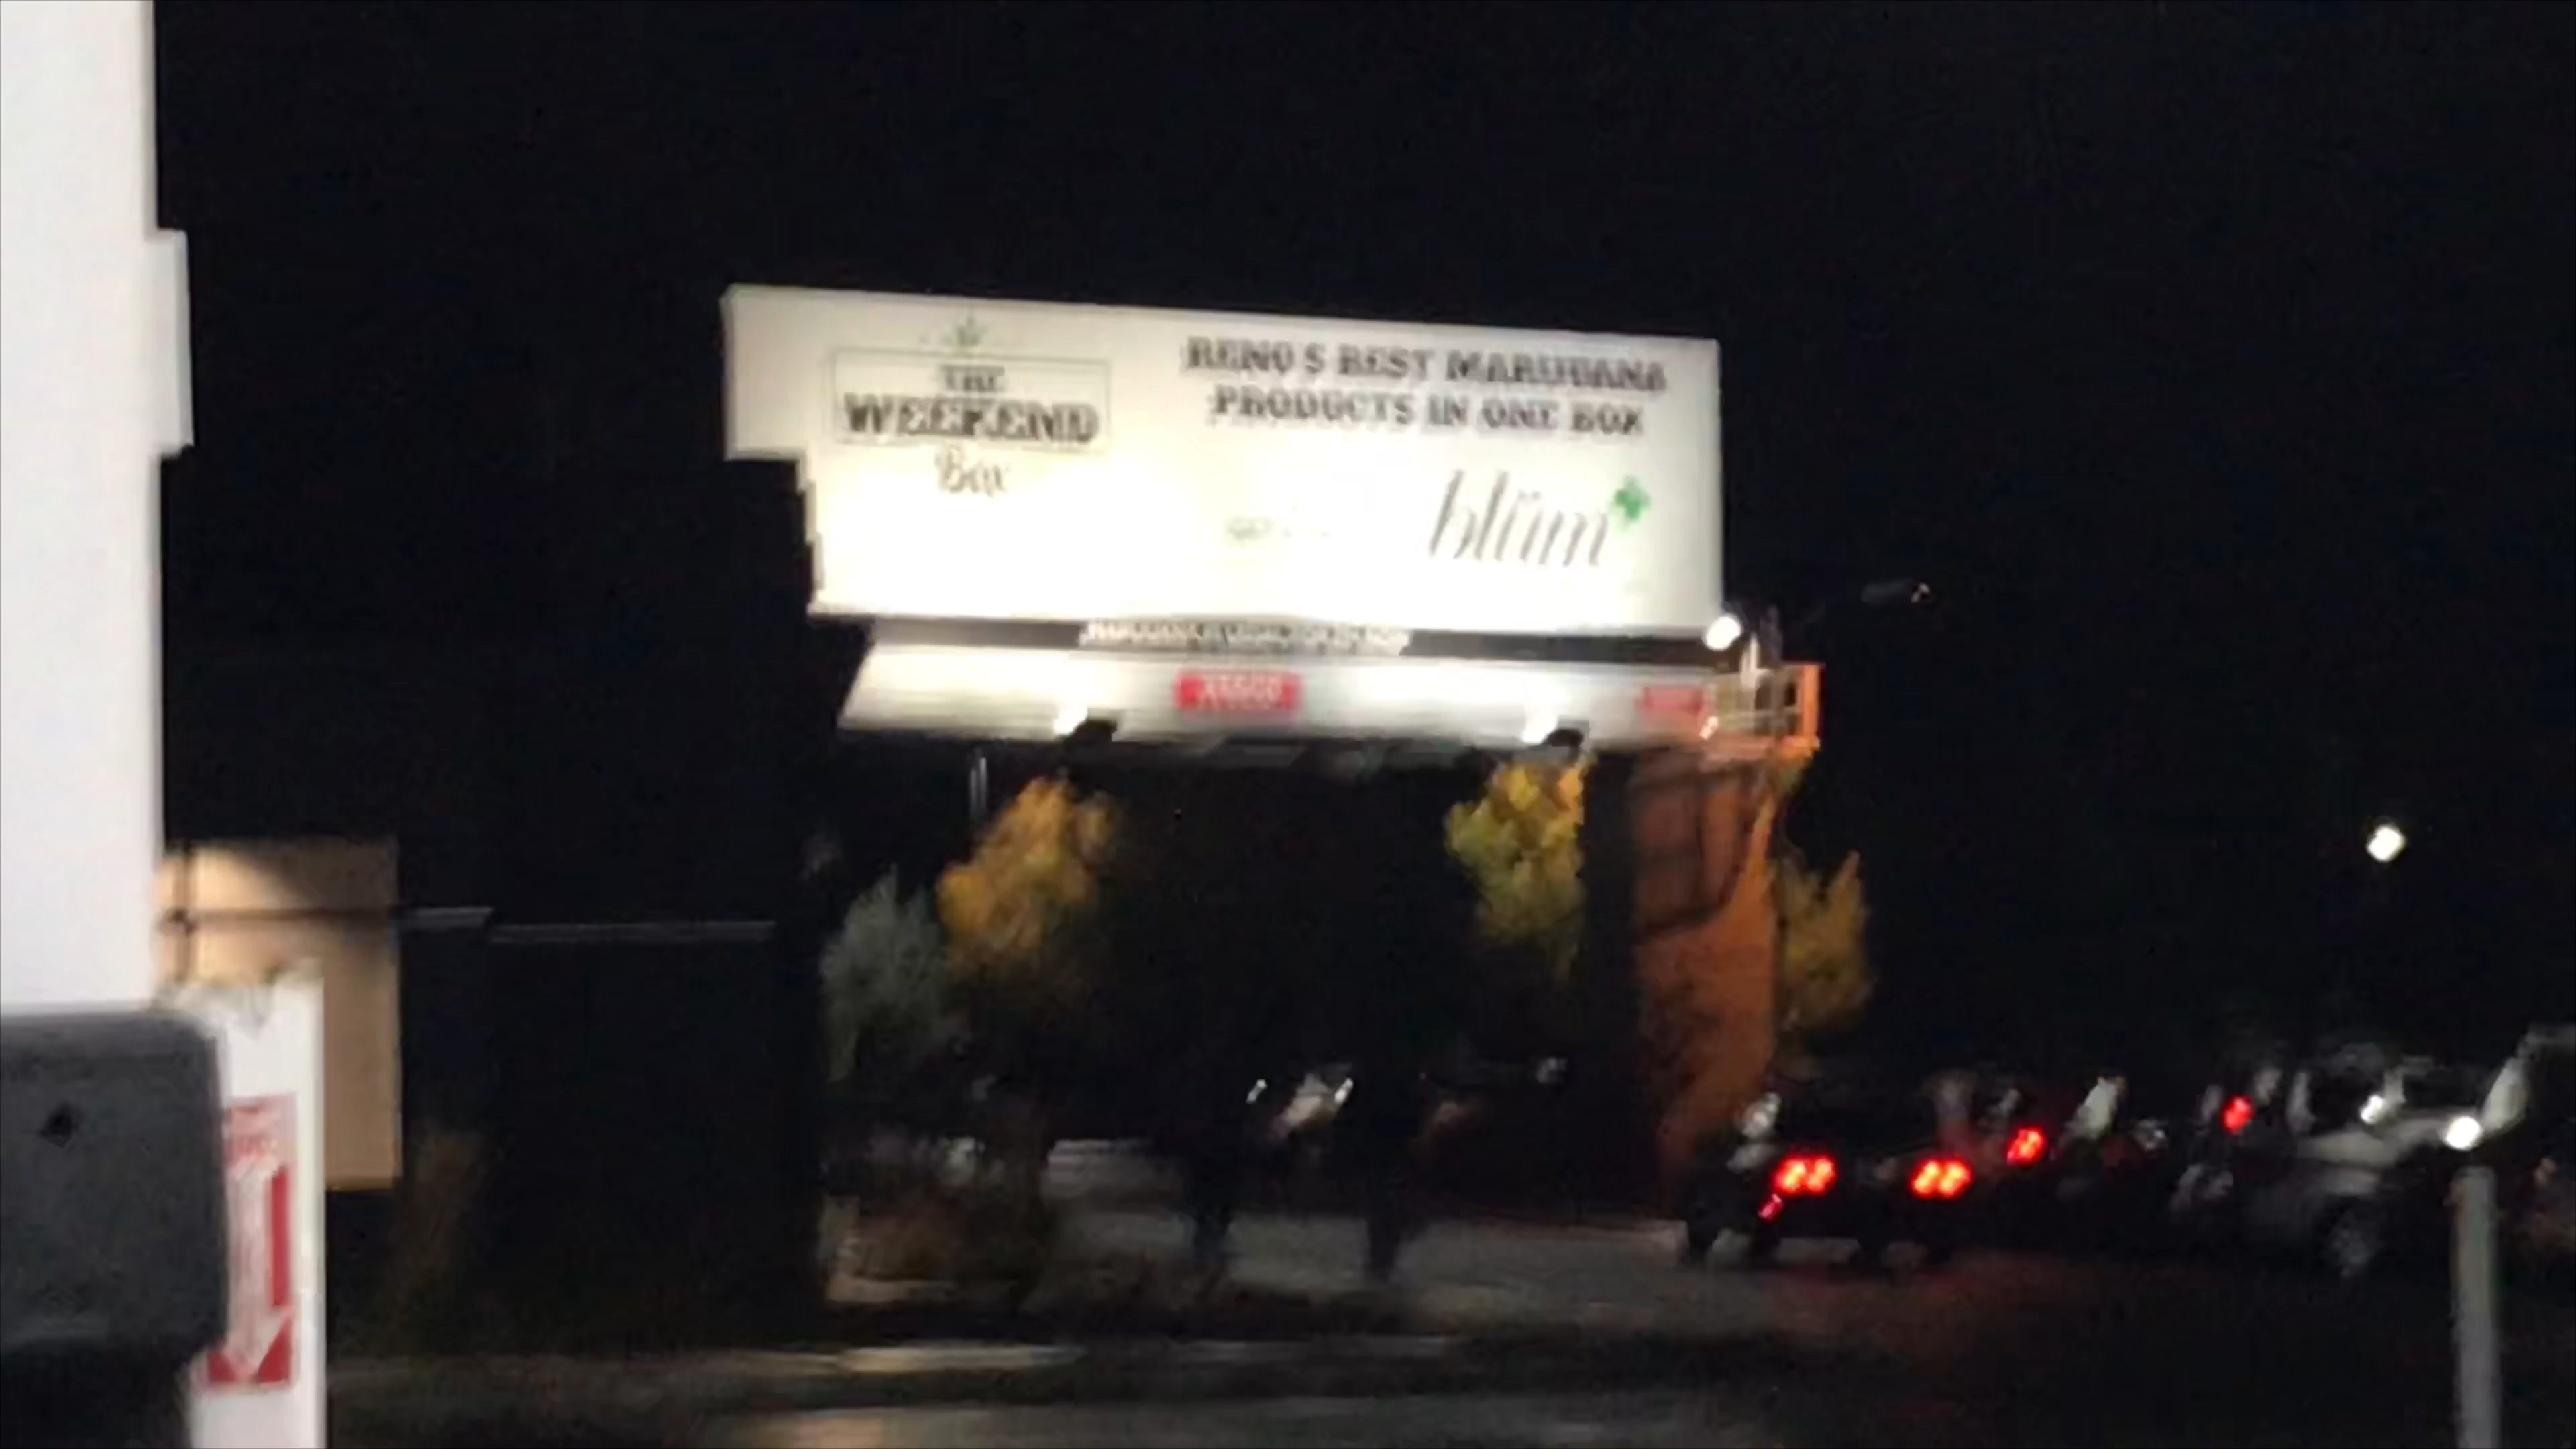 THE
WEEKEND
Box
RENO'S BEST MARIJUANA
PRODUCTS IN ONE BOX
blüm